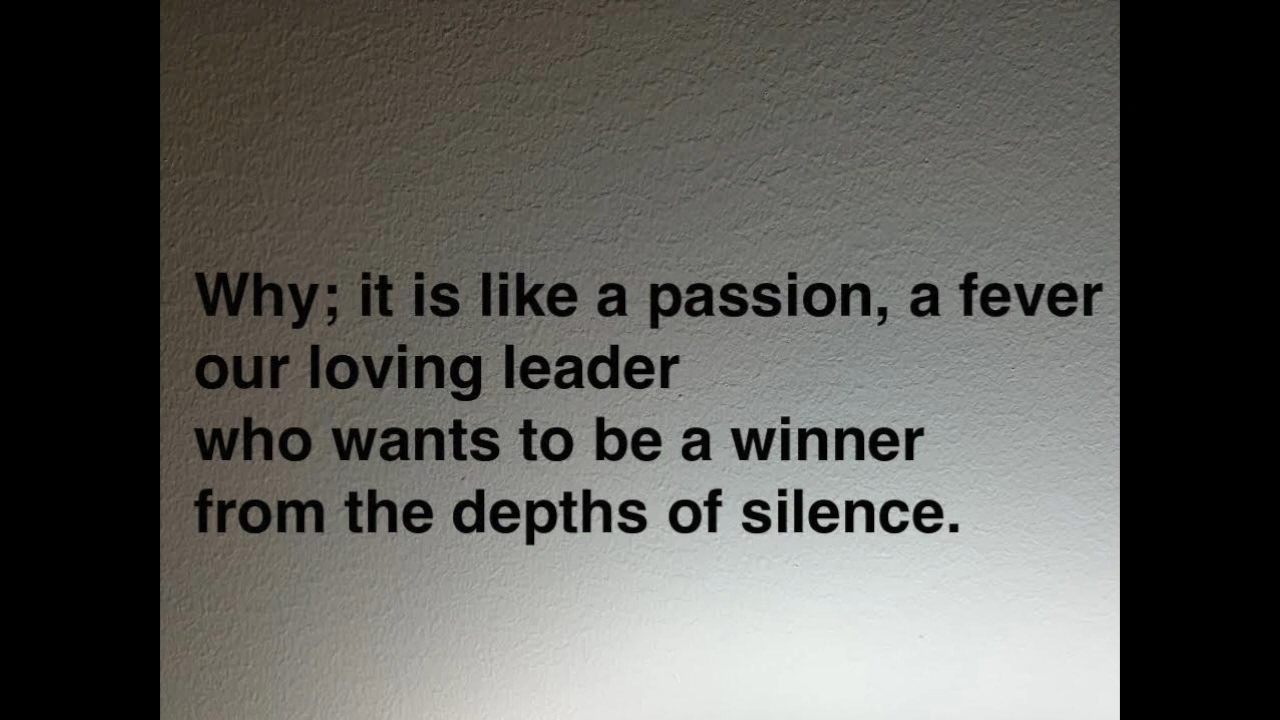 Why; it is like a passion, a fever
our loving leader
who wants to be a winner
from the depths of silence.